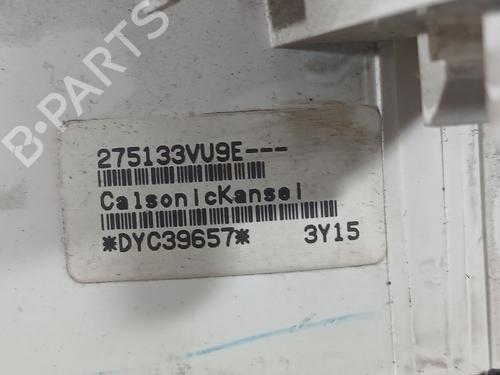 B-PARTS
275133VU9E---
CalsonicKansei
*DYC39657*
3Y15